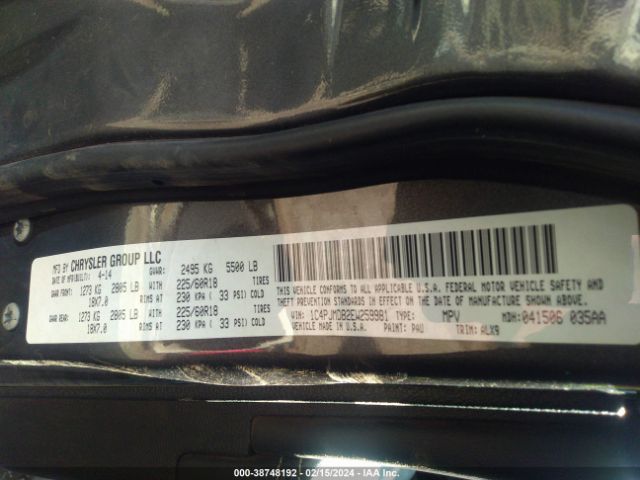 MFD BY CHRYSLER GROUP LLC
DATE OF MFR(BUILT): 4-14 GVWR: 2495 KG 5500 LB
GAWR FRONT: 1273 KG 2805 LB WITH 225/60R18
18X7.0 RIMS AT 230 KPA ( 33 PSI) COLD
GAWR REAR: 1273 KG 2805 LB WITH 225/60R18
18X7.0 RIMS AT 230 KPA ( 33 PSI) COLD
THIS VEHICLE CONFORMS TO ALL APPLICABLE U.S.A. FEDERAL MOTOR VEHICLE SAFETY AND
THEFT PREVENTION STANDARDS IN EFFECT ON THE DATE OF MANUFACTURE SHOWN ABOVE.
VIN: 1C4PJMDB2EW259981 TYPE: MPV MDH: 041506 035AA
VEHICLE MADE IN U.S.A. PAINT: PAU TRIM: ALX9
000-38748192 - 02/15/2024 - IAA Inc.